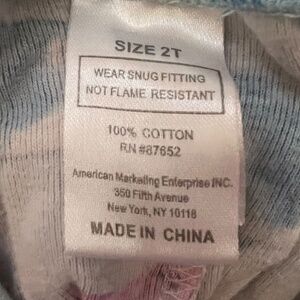 SIZE 2T
WEAR SNUG FITTING
NOT FLAME RESISTANT
100% COTTON
RN #87652
American Marketing Enterprise INC.
350 Fifth Avenue
New York, NY 10118
MADE IN CHINA